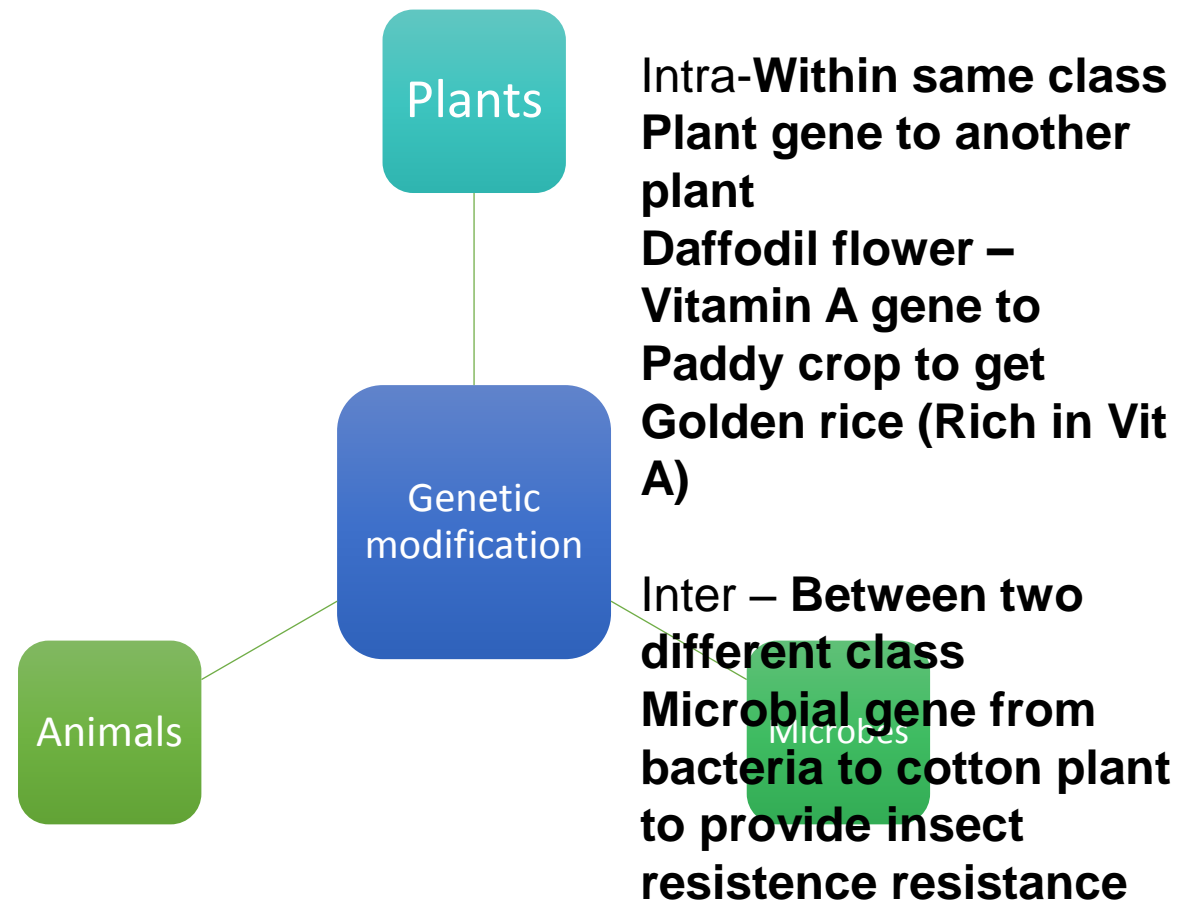 Plants
Genetic
modification
Animals
Microbes
Intra-Within same class
Plant gene to another
plant
Daffodil flower –
Vitamin A gene to
Paddy crop to get
Golden rice (Rich in Vit
A)
Inter – Between two
different class
Microbial gene from
bacteria to cotton plant
to provide insect
resistence resistance